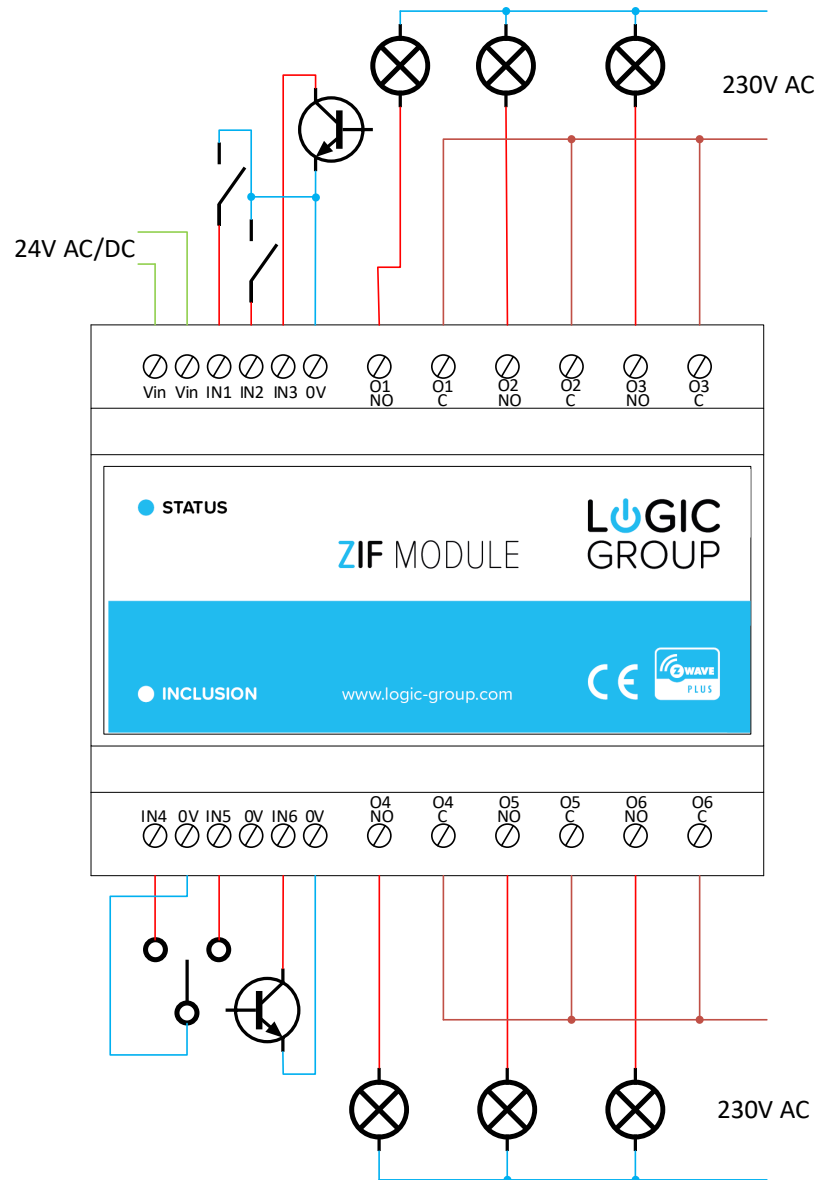 230V AC
24V AC/DC
Vin Vin IN1 IN2 IN3 0V O1 NO O1 C O2 NO O2 C O3 NO O3 C
STATUS
LOGIC
GROUP
ZIF MODULE
INCLUSION
www.logic-group.com
CE
Z WAVE
PLUS
IN4 0V IN5 0V IN6 0V O4 NO O4 C O5 NO O5 C O6 NO O6 C
230V AC